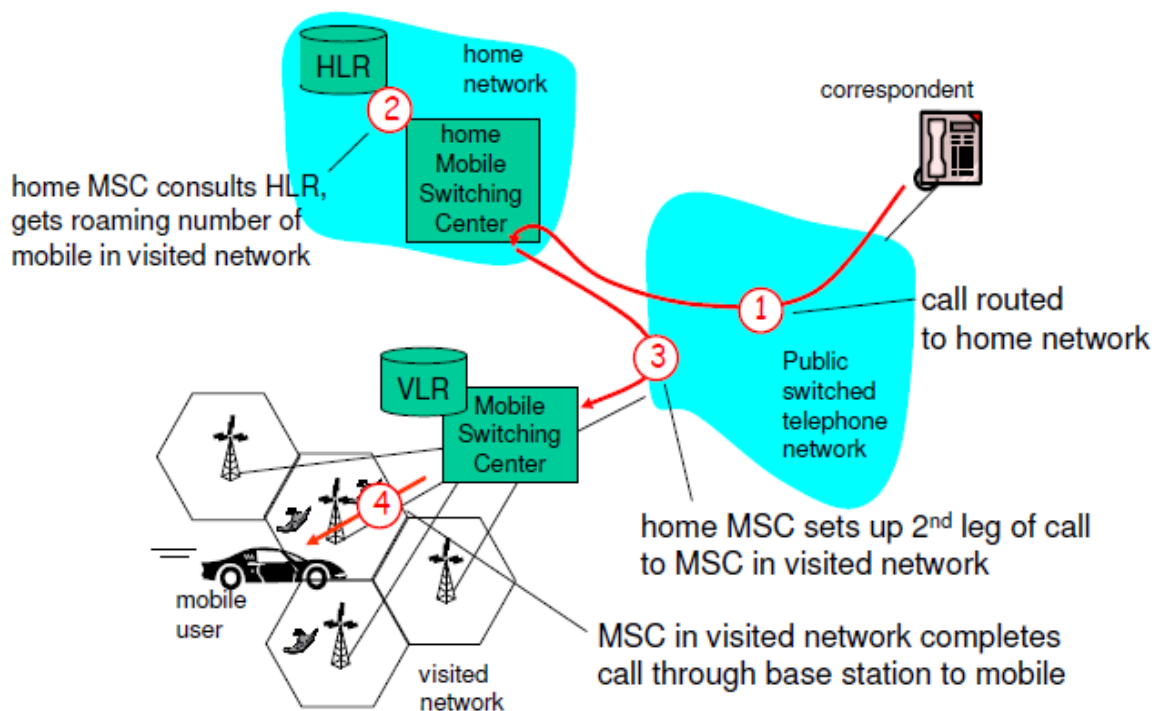 HLR
home
network
2
home
Mobile
Switching
Center
correspondent
home MSC consults HLR,
gets roaming number of
mobile in visited network
1
call routed
to home network
3
Public
switched
telephone
network
VLR
Mobile
Switching
Center
4
home MSC sets up 2nd leg of call
to MSC in visited network
mobile
user
MSC in visited network completes
call through base station to mobile
visited
network